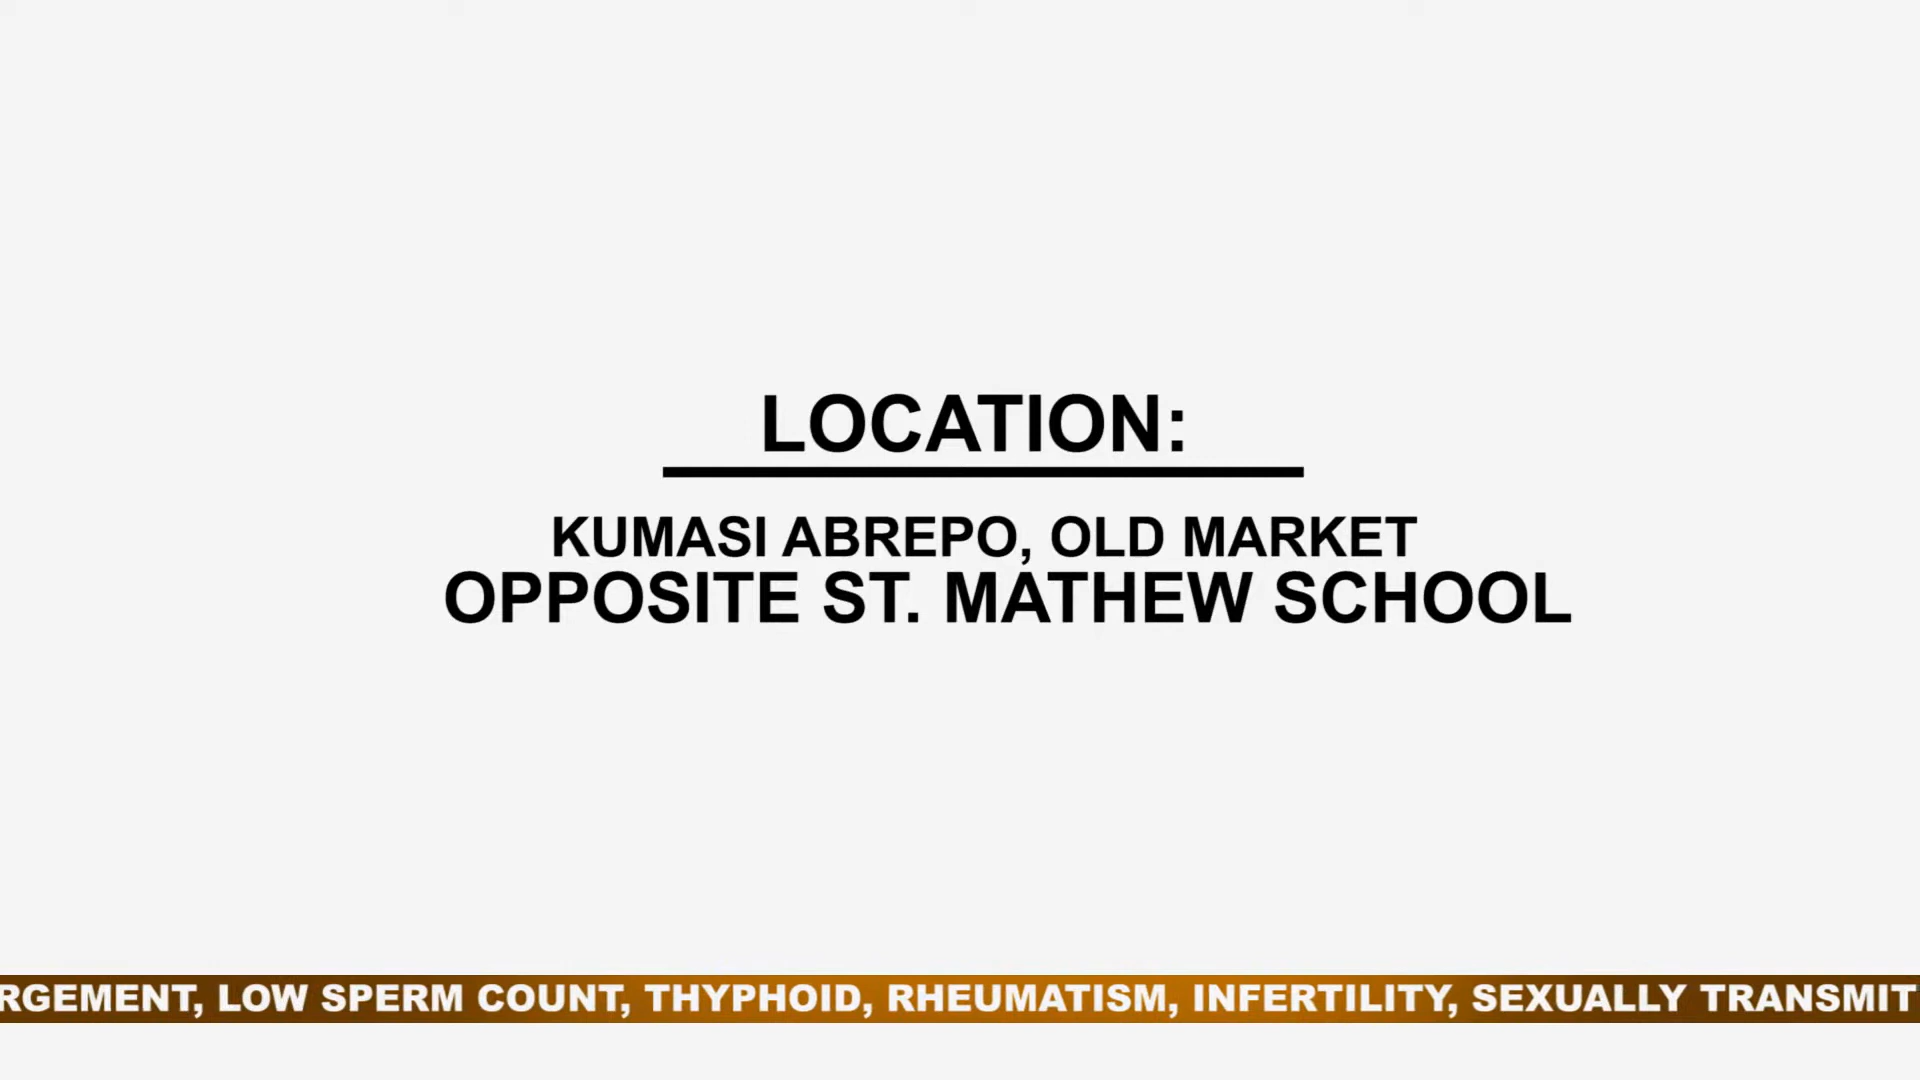 LOCATION:
KUMASI ABREPO, OLD MARKET
OPPOSITE ST. MATHEW SCHOOL
RGEMENT, LOW SPERM COUNT, THYPHOID, RHEUMATISM, INFERTILITY, SEXUALLY TRANSMIT